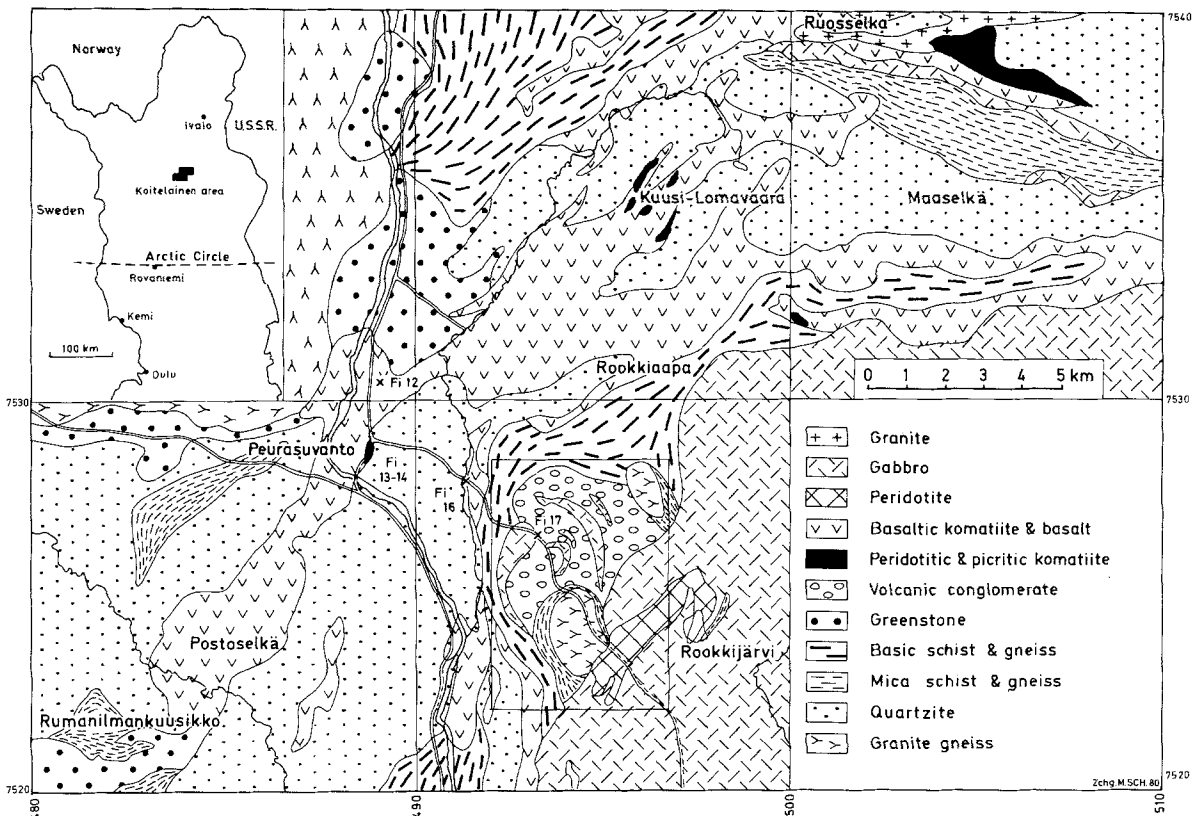 7540
Ruosselka
510
Norway
Ivalo
U.S.S.R.
Koitelainen area
Sweden
Arctic Circle
Rovaniemi
Kemi
100 km
Oulu
Kuusi-Lomavaara
Maaselkä
Rookkiaapa
0 1 2 3 4 5 km
Fi 12
7530
7530
Peurasuvanto
Fi
13-14
Fi
16
Fi 17
Granite
Gabbro
Peridotite
Basaltic komatiite & basalt
Peridotitic & picritic komatiite
Volcanic conglomerate
Greenstone
Basic schist & gneiss
Mica schist & gneiss
Quartzite
Granite gneiss
Postoselkä
Rookkijärvi
Rumanilmankuusikko
7520
7520
Zchg.M.SCH.80
480
490
500
510